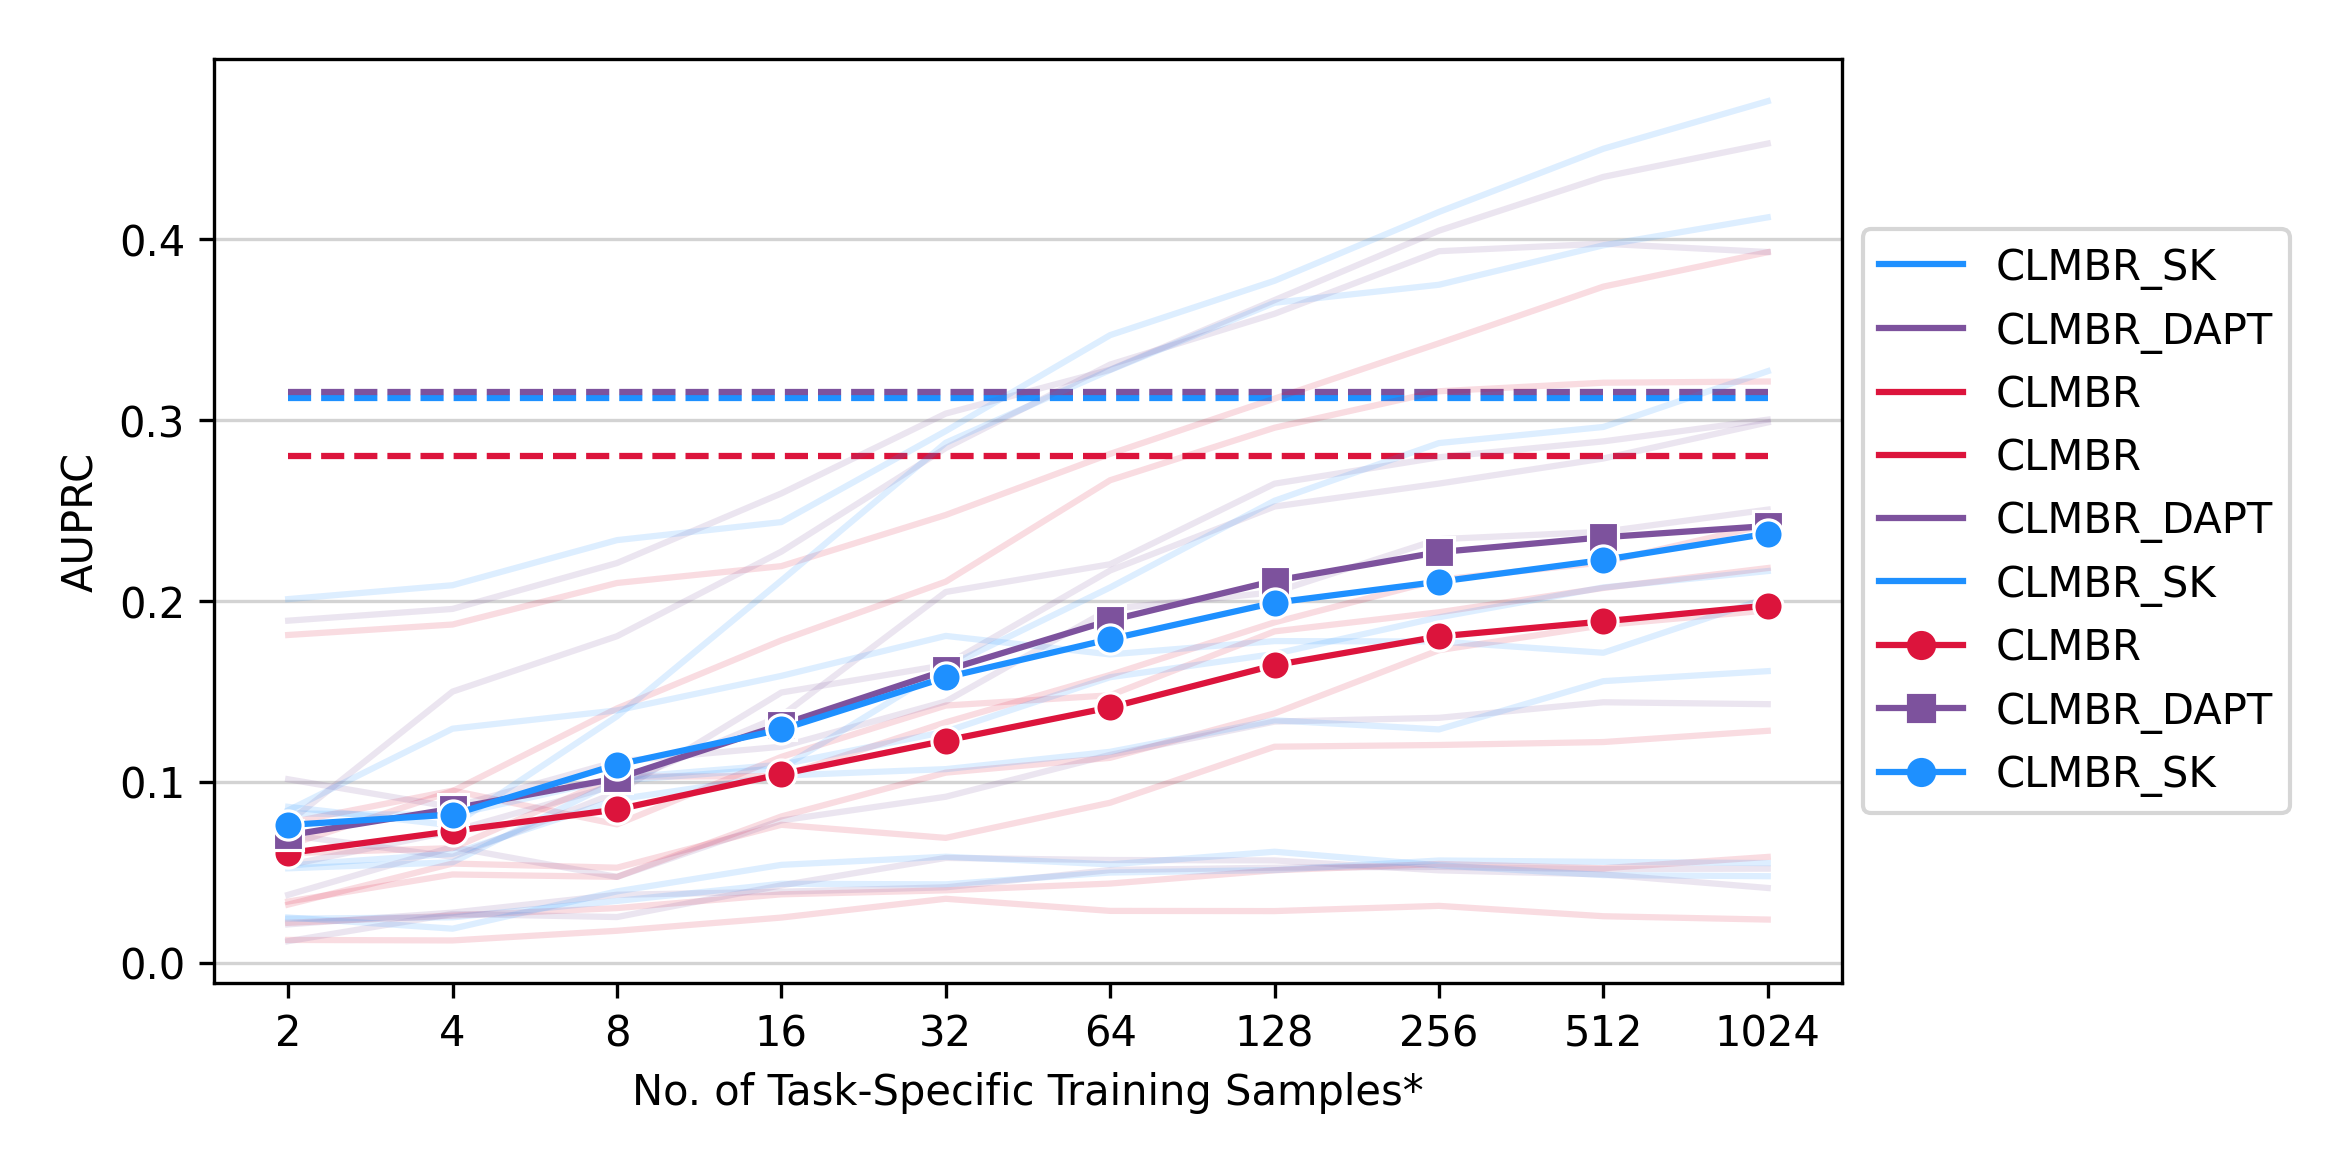 0.4
0.3
0.2
0.1
0.0
AUPRC
2 4 8 16 32 64 128 256 512 1024
No. of Task-Specific Training Samples*
CLMBR_SK
CLMBR_DAPT
CLMBR
CLMBR
CLMBR_DAPT
CLMBR_SK
CLMBR
CLMBR_DAPT
CLMBR_SK